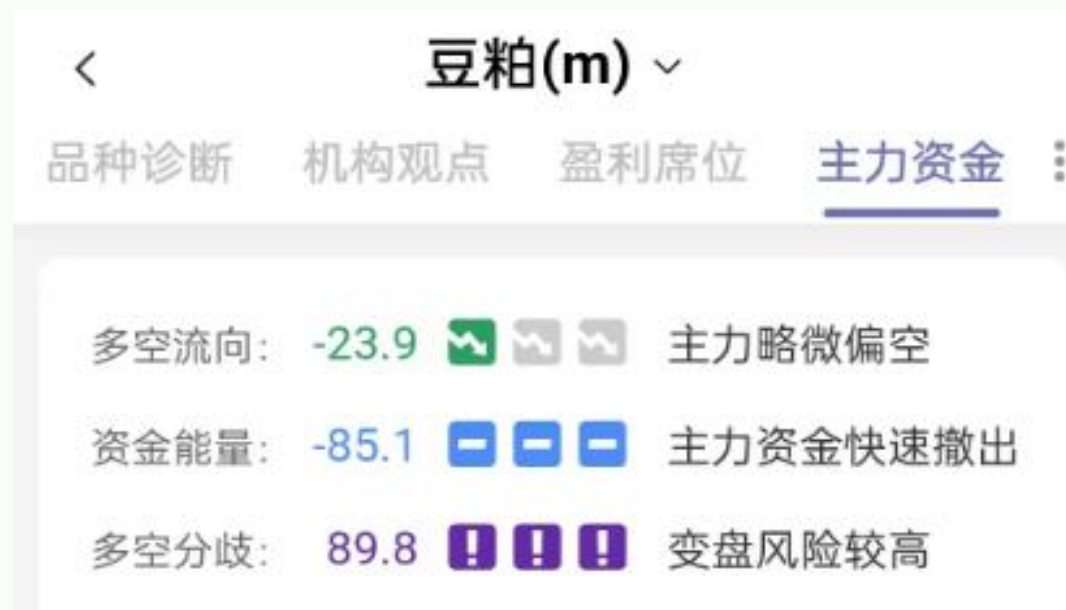 豆粕(m)
品种诊断 机构观点 盈利席位 主力资金
多空流向: -23.9 主力略微偏空
资金能量: -85.1 主力资金快速撤出
多空分歧: 89.8 变盘风险较高